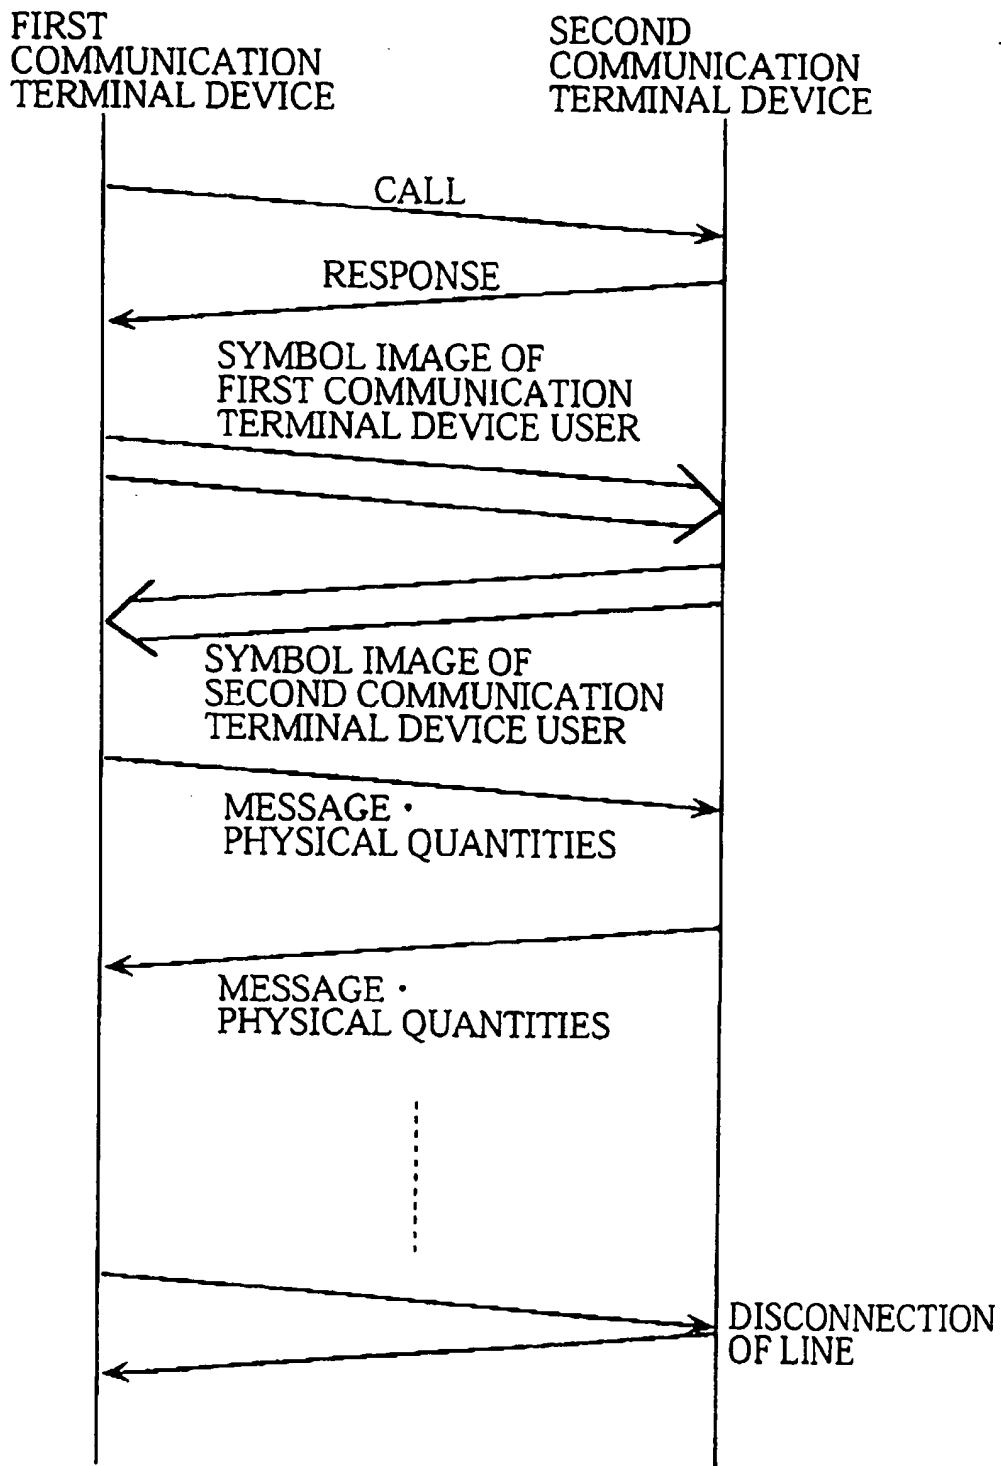 FIRST
COMMUNICATION
TERMINAL DEVICE
SECOND
COMMUNICATION
TERMINAL DEVICE
CALL
RESPONSE
SYMBOL IMAGE OF
FIRST COMMUNICATION
TERMINAL DEVICE USER
SYMBOL IMAGE OF
SECOND COMMUNICATION
TERMINAL DEVICE USER
MESSAGE・
PHYSICAL QUANTITIES
MESSAGE・
PHYSICAL QUANTITIES
DISCONNECTION
OF LINE